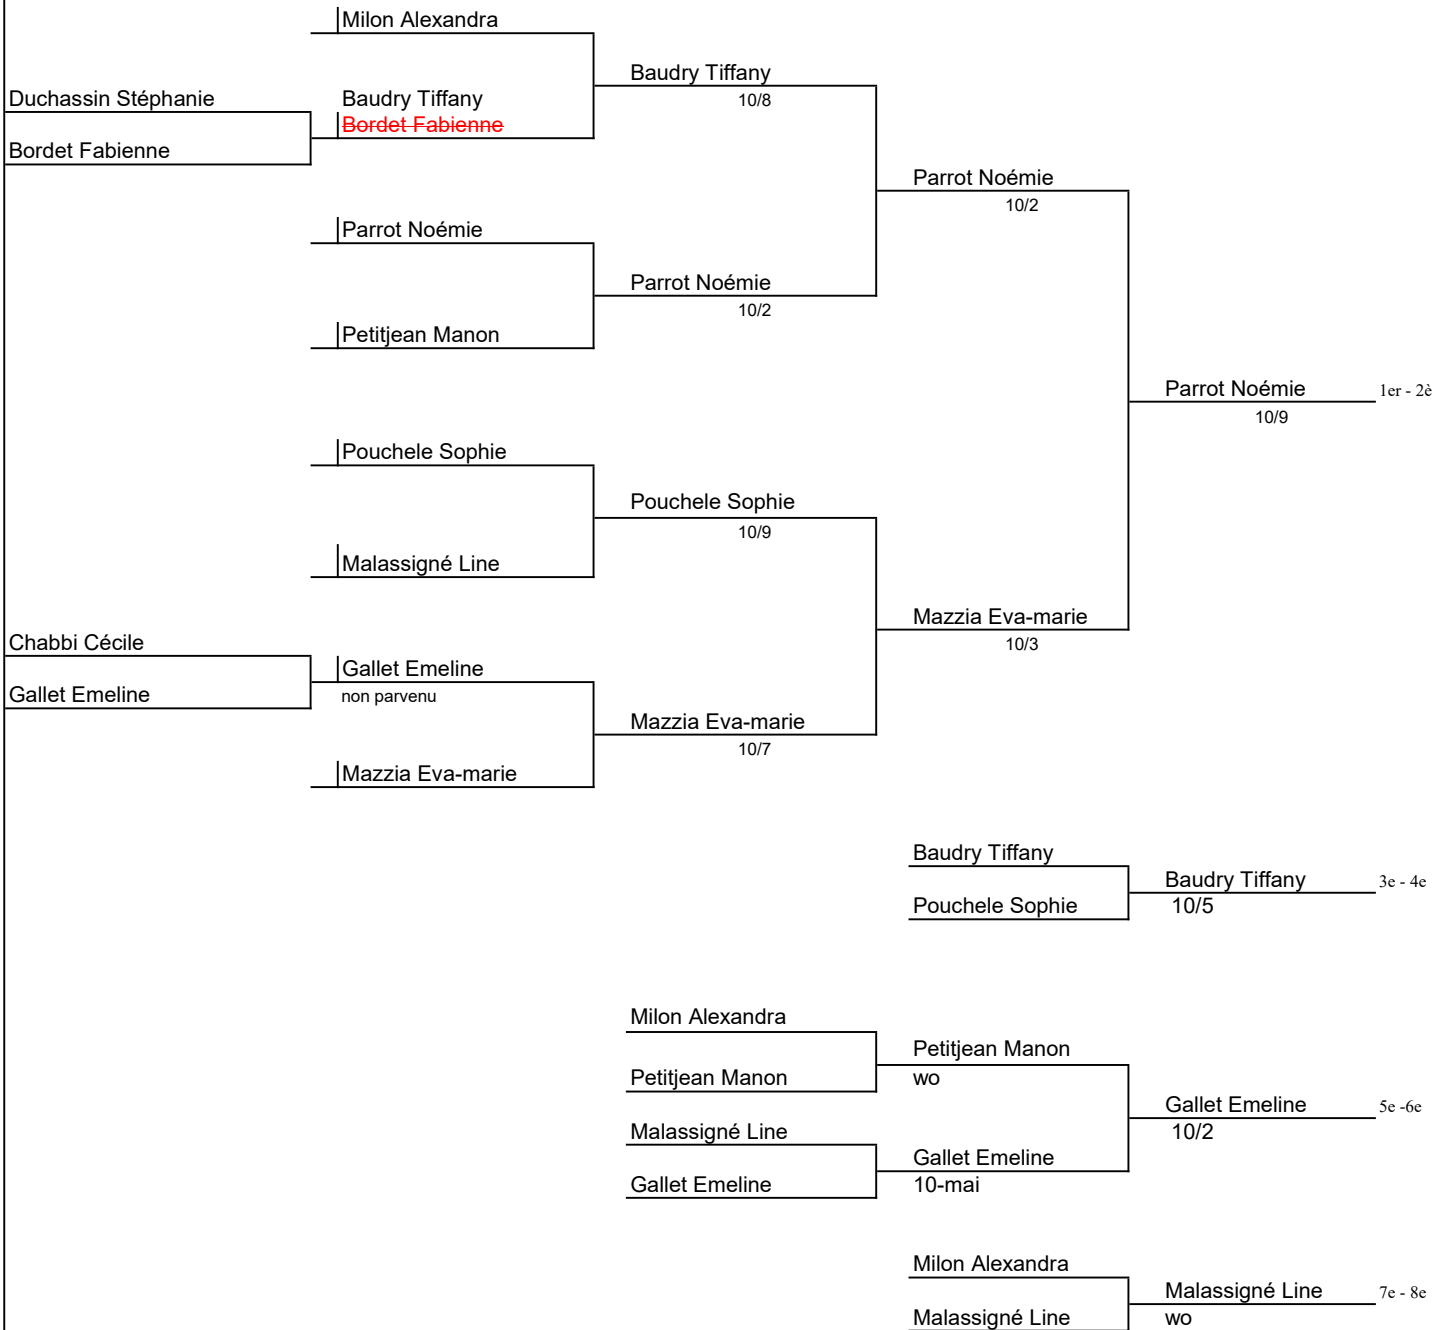 Milon Alexandra
Baudry Tiffany
10/8
Duchassin Stéphanie
Baudry Tiffany
Bordet Fabienne
Bordet Fabienne
Parrot Noémie
10/2
Parrot Noémie
Parrot Noémie
10/2
Petitjean Manon
Parrot Noémie
1er - 2è
10/9
Pouchele Sophie
Pouchele Sophie
10/9
Malassigné Line
Mazzia Eva-marie
10/3
Chabbi Cécile
Gallet Emeline
Gallet Emeline
non parvenu
Mazzia Eva-marie
10/7
Mazzia Eva-marie
Baudry Tiffany
Baudry Tiffany
3e - 4e
Pouchele Sophie
10/5
Milon Alexandra
Petitjean Manon
Petitjean Manon
wo
Gallet Emeline
5e -6e
Malassigné Line
10/2
Gallet Emeline
Gallet Emeline
10-mai
Milon Alexandra
Malassigné Line
7e - 8e
Malassigné Line
wo